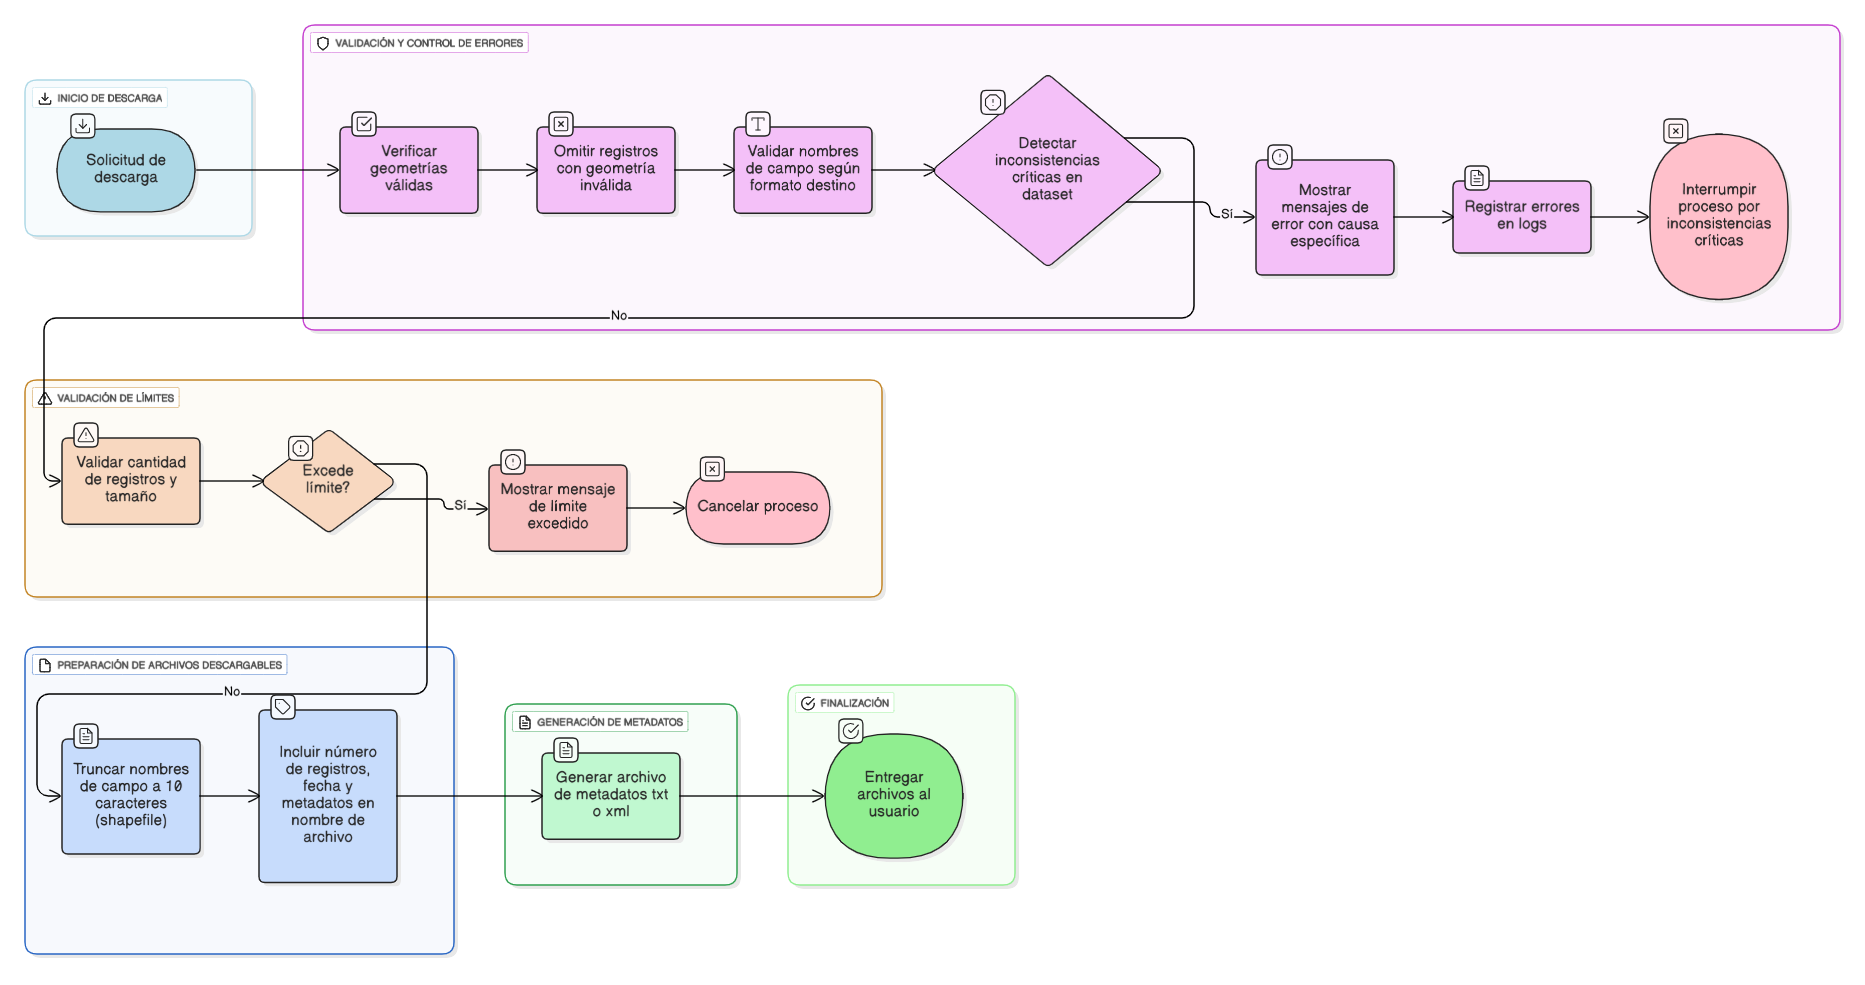 VALIDACIÓN Y CONTROL DE ERRORES
INICIO DE DESCARGA
Solicitud de
descarga
Verificar
geometrías
válidas
Omitir registros
con geometría
inválida
Validar nombres
de campo según
formato destino
Detectar
inconsistencias
críticas en
dataset
Sí
Mostrar
mensajes de
error con causa
específica
Registrar errores
en logs
Interrumpir
proceso por
inconsistencias
críticas
No
VALIDACIÓN DE LÍMITES
Validar cantidad
de registros y
tamaño
Excede
límite?
Sí
Mostrar mensaje
de límite
excedido
Cancelar proceso
PREPARACIÓN DE ARCHIVOS DESCARGABLES
No
Truncar nombres
de campo a 10
caracteres
(shapefile)
Incluir número
de registros,
fecha y
metadatos en
nombre de
archivo
GENERACIÓN DE METADATOS
Generar archivo
de metadatos txt
o xml
FINALIZACIÓN
Entregar
archivos al
usuario